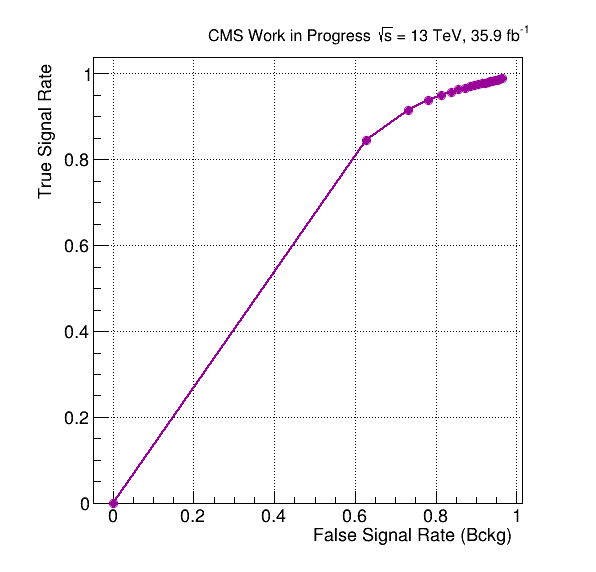 CMS Work in Progress √s = 13 TeV, 35.9 fb⁻¹
True Signal Rate
1
0.8
0.6
0.4
0.2
0
0 0.2 0.4 0.6 0.8 1
False Signal Rate (Bckg)